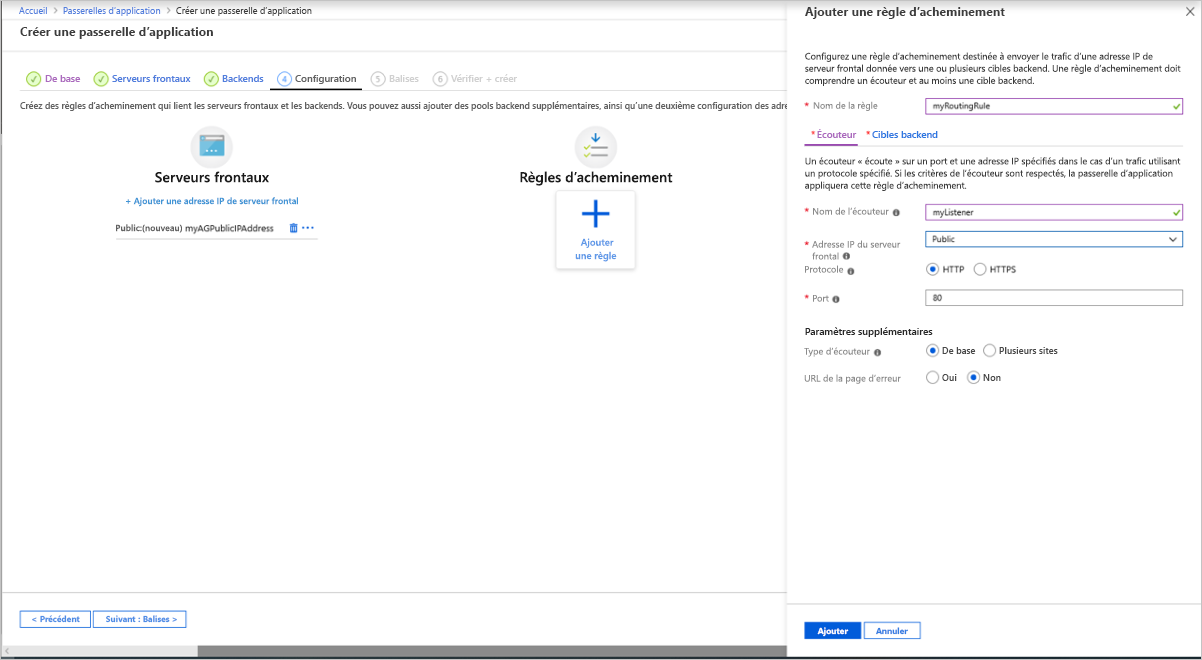 Accueil > Passerelles d’application > Créer une passerelle d’application
Créer une passerelle d’application
De base
Serveurs frontaux
Backends
4 Configuration
5 Balises
6 Vérifier + créer
Créez des règles d’acheminement qui lient les serveurs frontaux et les backends. Vous pouvez aussi ajouter des pools backend supplémentaires, ainsi qu’une deuxième configuration des adre
Serveurs frontaux
+ Ajouter une adresse IP de serveur frontal
Public:(nouveau) myAGPublicIPAddress
Règles d’acheminement
Ajouter
une règle
< Précédent
Suivant : Balises >
Ajouter une règle d’acheminement
Configurez une règle d’acheminement destinée à envoyer le trafic d’une adresse IP de
serveur frontal donnée vers une ou plusieurs cibles backend. Une règle d’acheminement doit
comprendre un écouteur et au moins une cible backend.
* Nom de la règle
myRoutingRule
* Écouteur
* Cibles backend
Un écouteur « écoute » sur un port et une adresse IP spécifiés dans le cas d’un trafic utilisant
un protocole spécifié. Si les critères de l’écouteur sont respectés, la passerelle d’application
appliquera cette règle d’acheminement.
* Nom de l’écouteur
myListener
* Adresse IP du serveur
frontal
Public
Protocole
HTTP
HTTPS
* Port
80
Paramètres supplémentaires
Type d’écouteur
De base
Plusieurs sites
URL de la page d’erreur
Oui
Non
Ajouter
Annuler